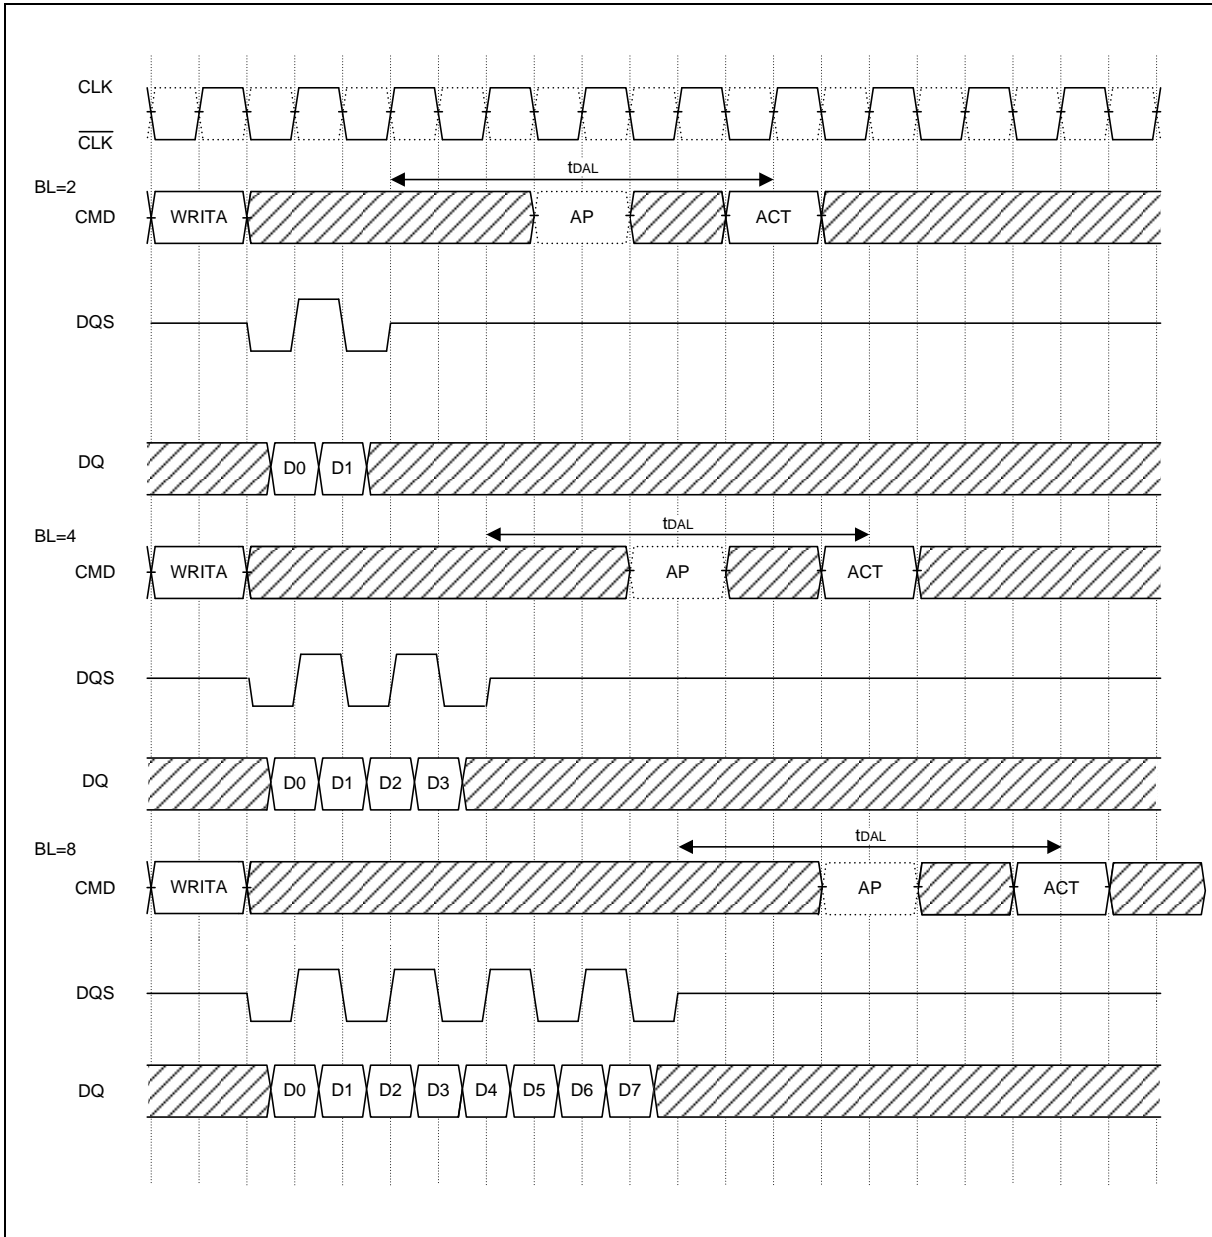 CLK
CLK
tDAL
BL=2
CMD WRITA AP ACT
DQS
DQ D0 D1
tDAL
BL=4
CMD WRITA AP ACT
DQS
DQ D0 D1 D2 D3
tDAL
BL=8
CMD WRITA AP ACT
DQS
DQ D0 D1 D2 D3 D4 D5 D6 D7